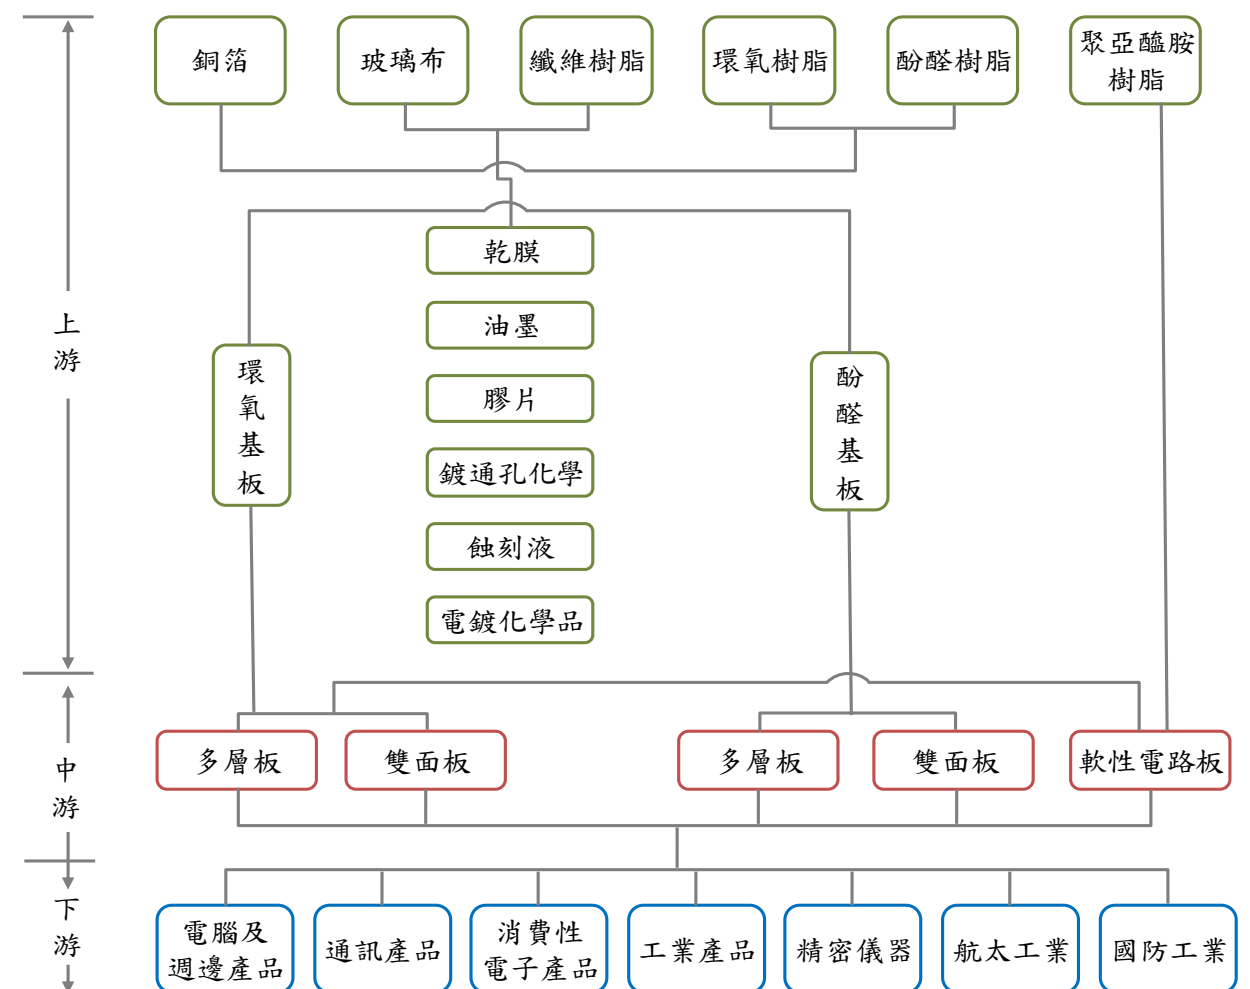 銅箔
玻璃布
纖維樹脂
環氧樹脂
酚醛樹脂
聚亞醯胺
樹脂
上
游
乾膜
油墨
膠片
鍍通孔化學
蝕刻液
電鍍化學品
環
氧
基
板
酚
醛
基
板
中
游
多層板
雙面板
多層板
雙面板
軟性電路板
下
游
電腦及
週邊產品
通訊產品
消費性
電子產品
工業產品
精密儀器
航太工業
國防工業